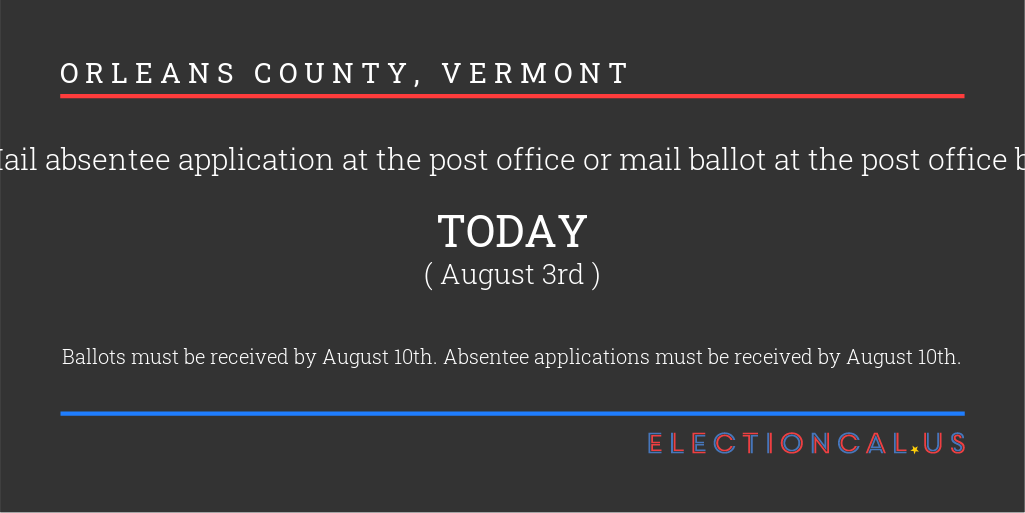 ORLEANS COUNTY, VERMONT
ail absentee application at the post office or mail ballot at the post office b
TODAY
( August 3rd )
Ballots must be received by August 10th. Absentee applications must be received by August 10th.
ELECTIONCAL.US